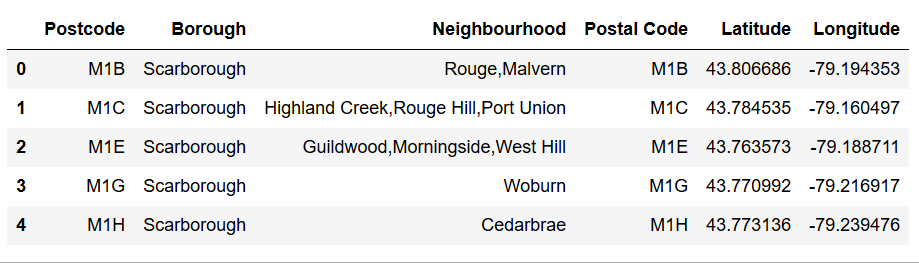 Postcode Borough Neighbourhood Postal Code Latitude Longitude
0 M1B Scarborough Rouge,Malvern M1B 43.806686 -79.194353
1 M1C Scarborough Highland Creek,Rouge Hill,Port Union M1C 43.784535 -79.160497
2 M1E Scarborough Guildwood,Morningside,West Hill M1E 43.763573 -79.188711
3 M1G Scarborough Woburn M1G 43.770992 -79.216917
4 M1H Scarborough Cedarbrae M1H 43.773136 -79.239476